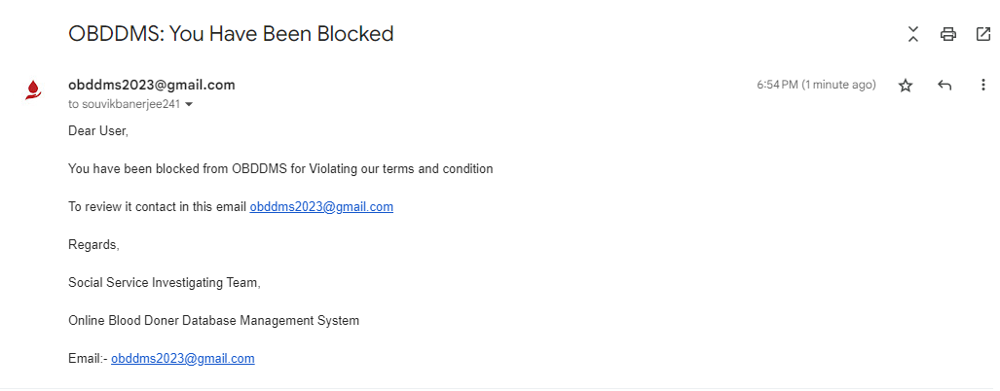 OBDDMS: You Have Been Blocked
obddms2023@gmail.com
6:54 PM (1 minute ago)
to souvikbanerjee241
Dear User,
You have been blocked from OBDDMS for Violating our terms and condition
To review it contact in this email obddms2023@gmail.com
Regards,
Social Service Investigating Team,
Online Blood Doner Database Management System
Email:- obddms2023@gmail.com